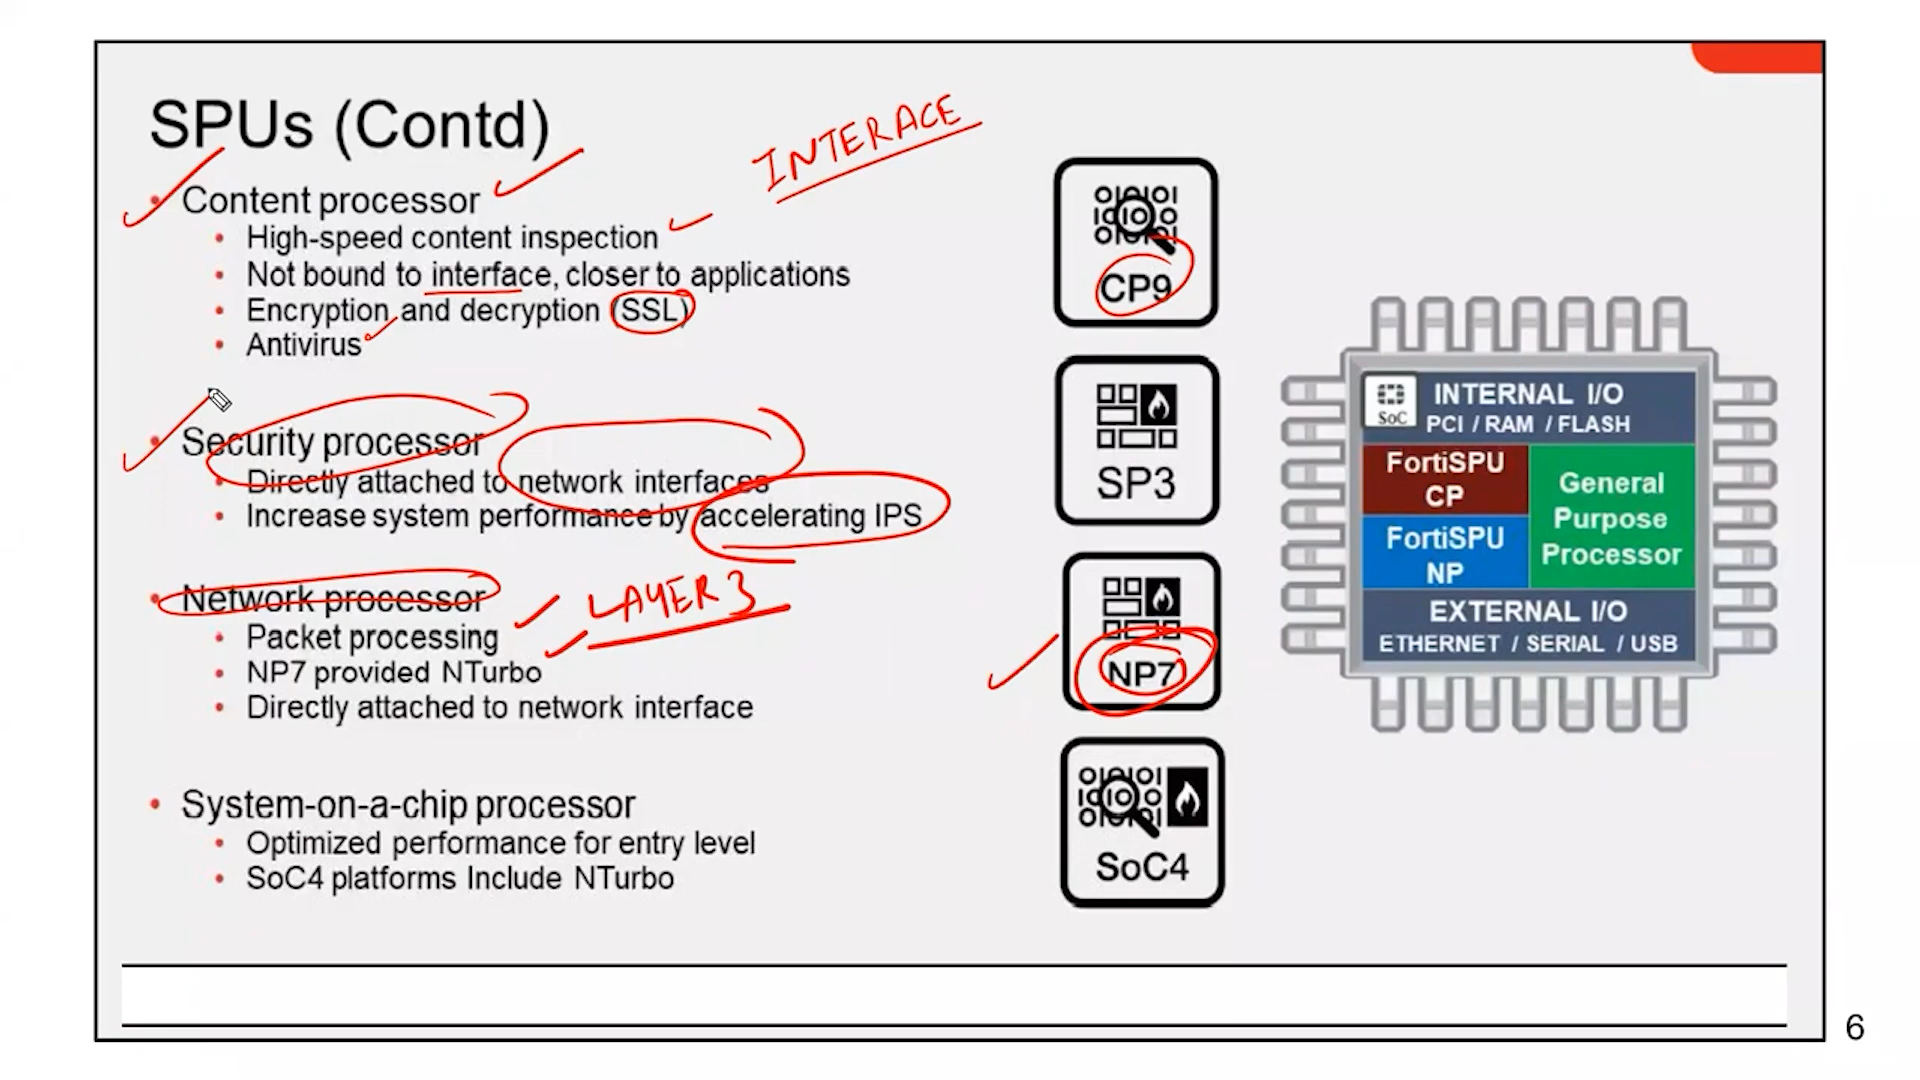 SPUs (Contd)
INTERACE
• Content processor
• High-speed content inspection
• Not bound to interface, closer to applications
• Encryption and decryption (SSL)
• Antivirus
• Security processor
• Directly attached to network interfaces
• Increase system performance by accelerating IPS
• Network processor
LAYER 3
• Packet processing
• NP7 provided NTurbo
• Directly attached to network interface
• System-on-a-chip processor
• Optimized performance for entry level
• SoC4 platforms Include NTurbo
CP9
SP3
NP7
SoC4
SoC
INTERNAL I/O
PCI / RAM / FLASH
FortiSPU
CP
FortiSPU
NP
General
Purpose
Processor
EXTERNAL I/O
ETHERNET / SERIAL / USB
6